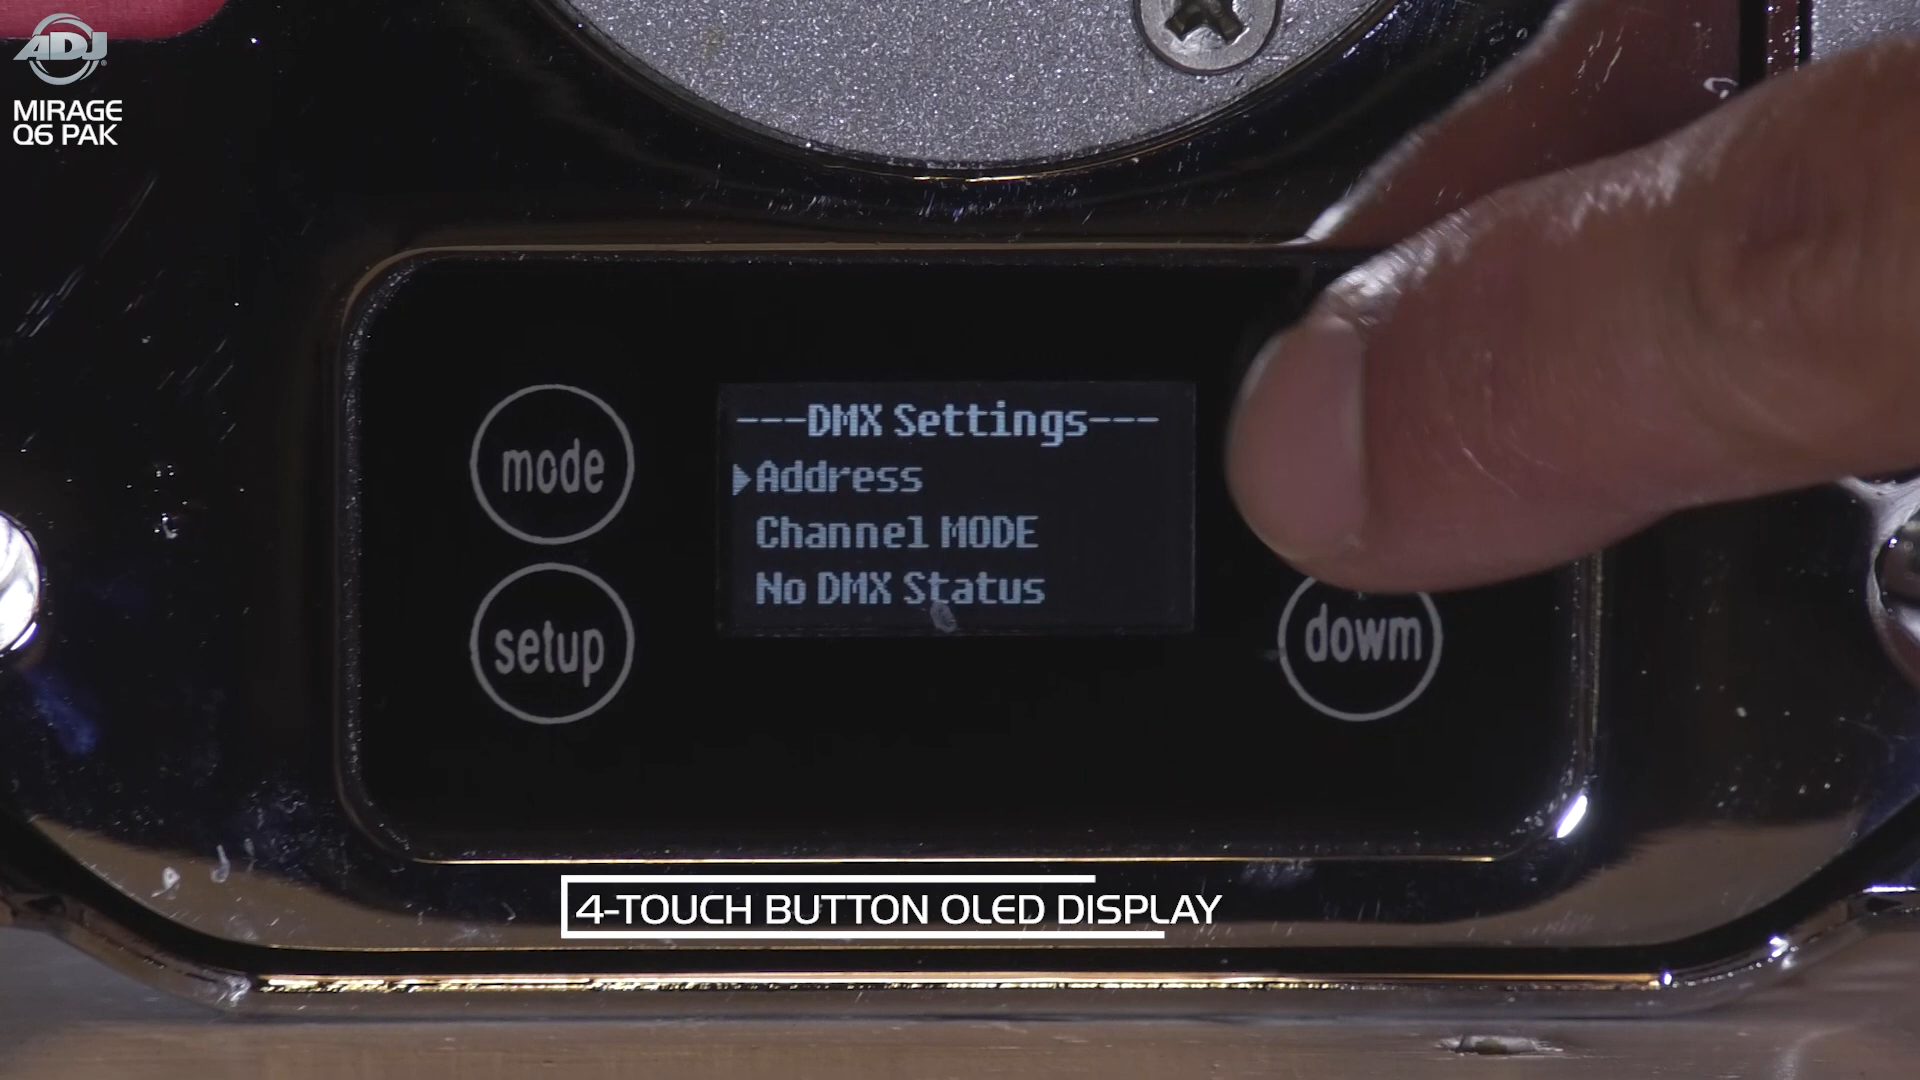 ADJ
MIRAGE
Q6 PAK
---DMX Settings---
Address
Channel MODE
No DMX Status
mode
setup
dowm
4-TOUCH BUTTON OLED DISPLAY